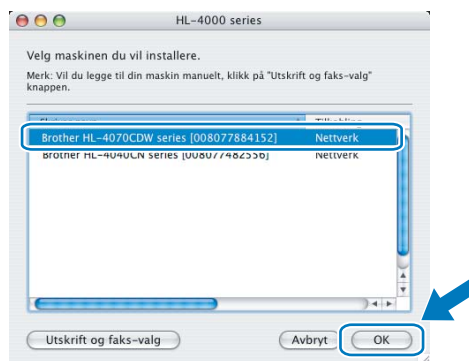 HL-4000 series
Velg maskinen du vil installere.
Merk: Vil du legge til din maskin manuelt, klikk på "Utskrift og faks-valg"
knappen.
Brother HL-4070CDW series [008077884152] Nettverk
Brother HL-4040CN series [008077482556] Nettverk
Utskrift og faks-valg Avbryt OK